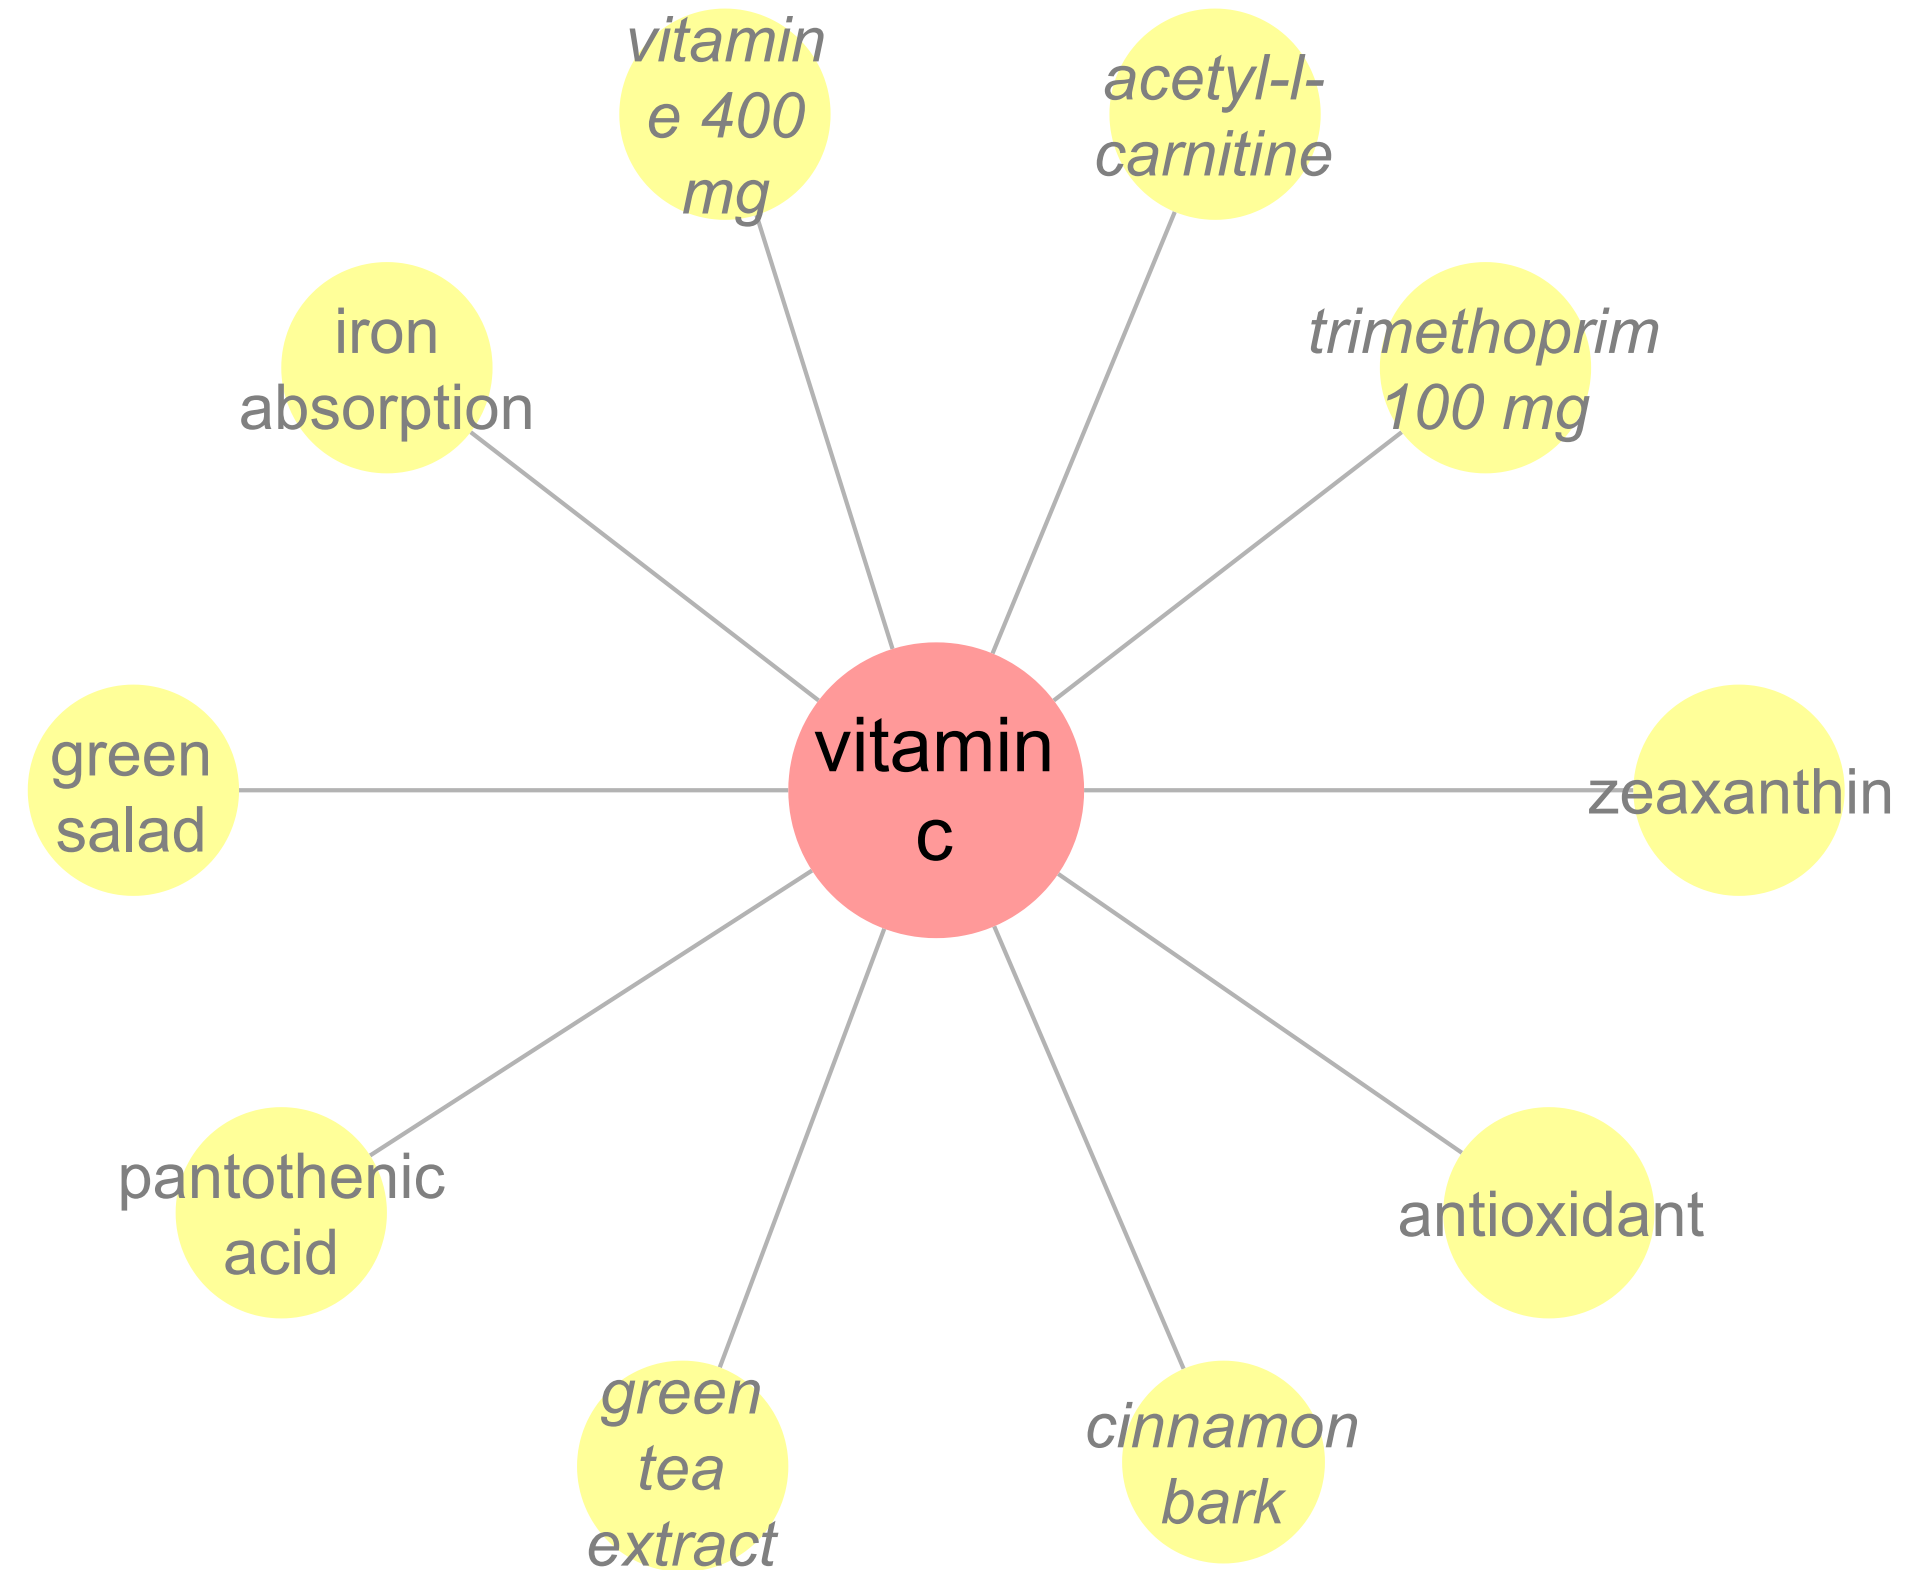 vitamin
e 400
mg
acetyl-l-
carnitine
iron
absorption
trimethoprim
100 mg
green
salad
vitamin
c
zeaxanthin
pantothenic
acid
antioxidant
green
tea
extract
cinnamon
bark